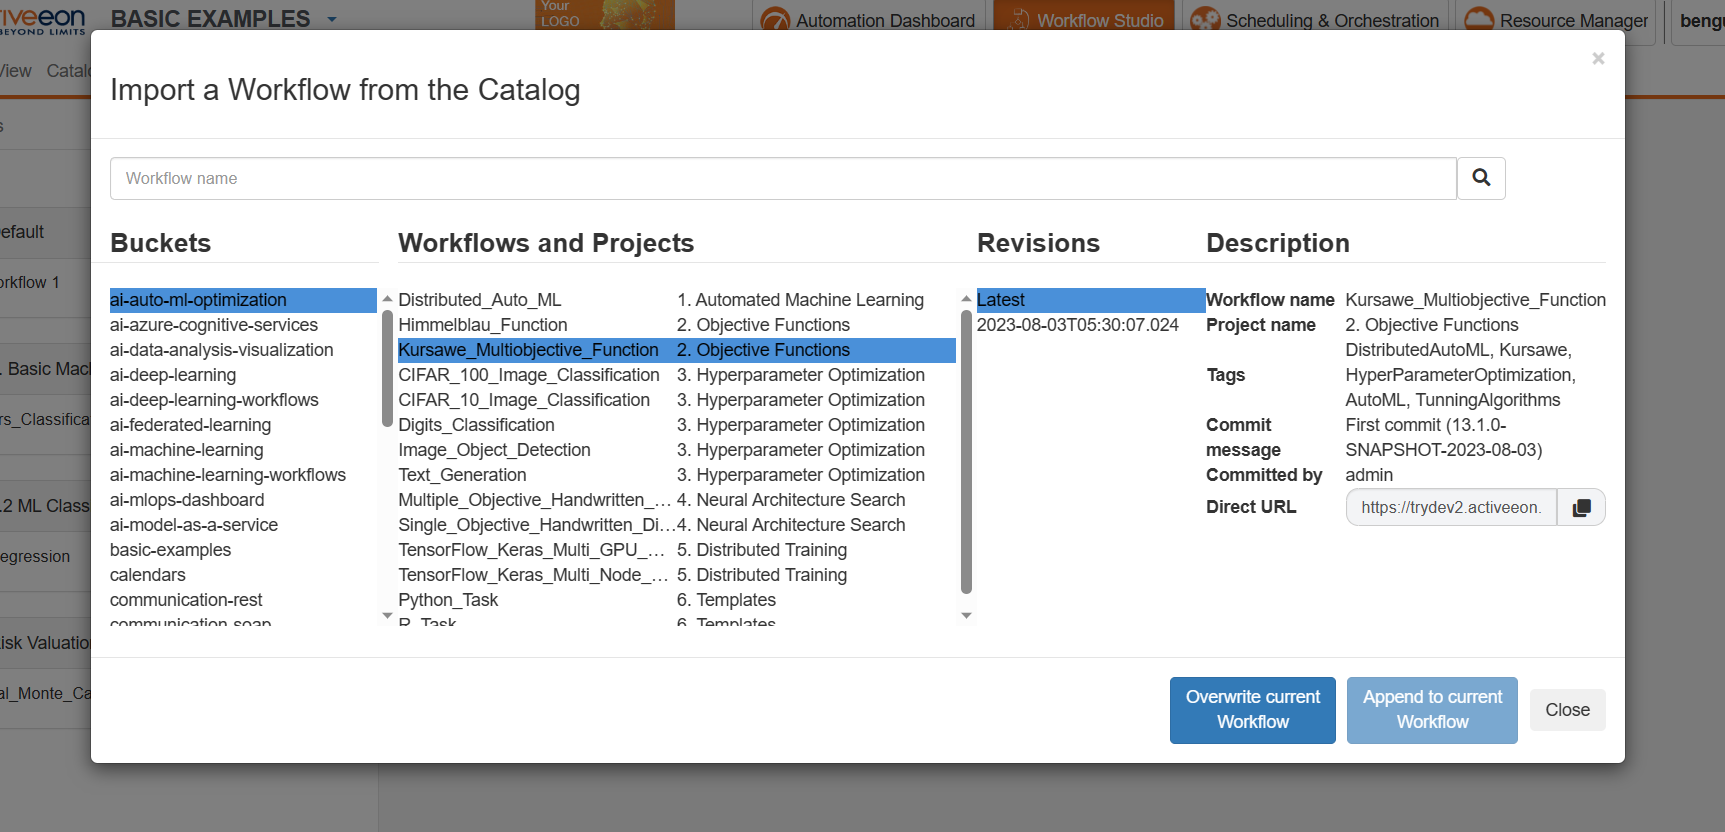 iveeon
BEYOND LIMITS
BASIC EXAMPLES
Your
LOGO
Automation Dashboard
Workflow Studio
Scheduling & Orchestration
Resource Manager
bengu
View
Catalo
Import a Workflow from the Catalog
×
s
Workflow name
efault
orkflow 1
. Basic Mac
rs_Classifica
.2 ML Class
egression
isk Valuatio
al_Monte_Ca
Buckets
ai-auto-ml-optimization
ai-azure-cognitive-services
ai-data-analysis-visualization
ai-deep-learning
ai-deep-learning-workflows
ai-federated-learning
ai-machine-learning
ai-machine-learning-workflows
ai-mlops-dashboard
ai-model-as-a-service
basic-examples
calendars
communication-rest
communication-soap
Workflows and Projects
Distributed_Auto_ML 1. Automated Machine Learning
Himmelblau_Function 2. Objective Functions
Kursawe_Multiobjective_Function 2. Objective Functions
CIFAR_100_Image_Classification 3. Hyperparameter Optimization
CIFAR_10_Image_Classification 3. Hyperparameter Optimization
Digits_Classification 3. Hyperparameter Optimization
Image_Object_Detection 3. Hyperparameter Optimization
Text_Generation 3. Hyperparameter Optimization
Multiple_Objective_Handwritten_... 4. Neural Architecture Search
Single_Objective_Handwritten_Di... 4. Neural Architecture Search
TensorFlow_Keras_Multi_GPU_... 5. Distributed Training
TensorFlow_Keras_Multi_Node_... 5. Distributed Training
Python_Task 6. Templates
R_Task 6. Templates
Revisions
Latest
2023-08-03T05:30:07.024
Description
Workflow name Kursawe_Multiobjective_Function
Project name 2. Objective Functions
Tags
DistributedAutoML, Kursawe,
HyperParameterOptimization,
AutoML, TunningAlgorithms
Commit
message
First commit (13.1.0-
SNAPSHOT-2023-08-03)
Committed by admin
Direct URL https://trydev2.activeeon.
Overwrite current
Workflow
Append to current
Workflow
Close